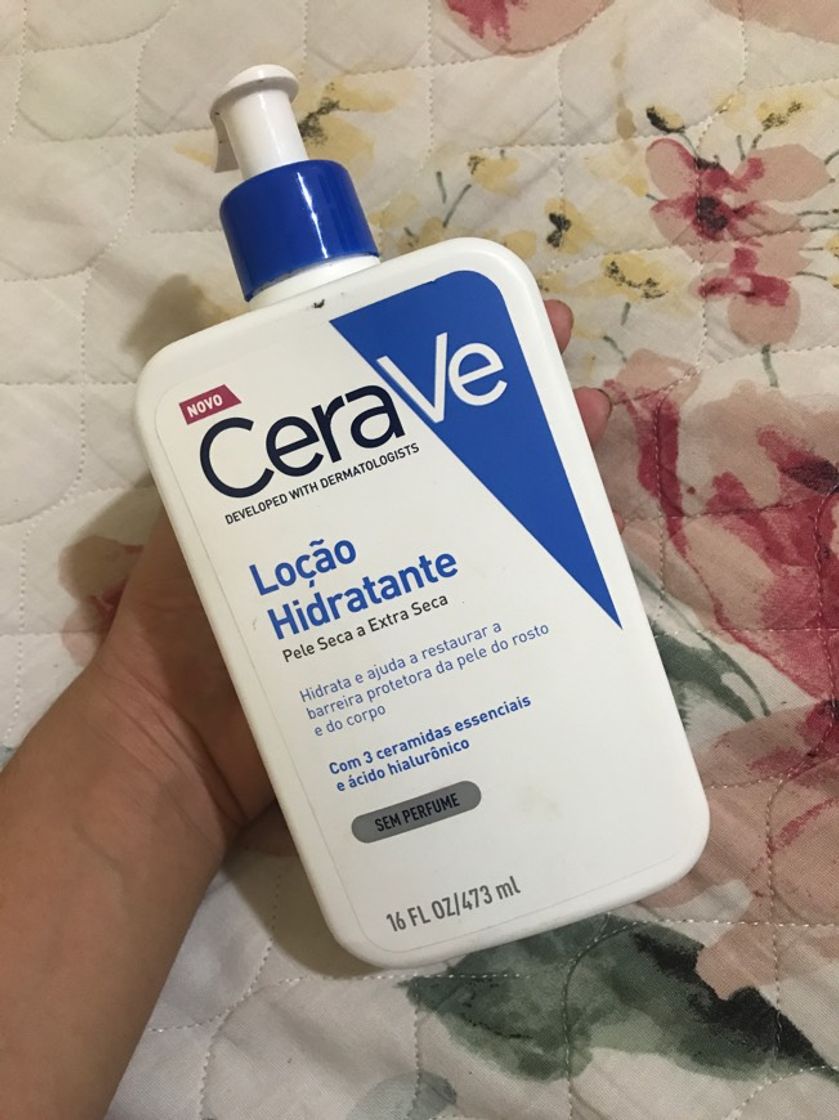 NOVO
CeraVe
DEVELOPED WITH DERMATOLOGISTS
Loção
Hidratante
Pele Seca a Extra Seca
Hidrata e ajuda a restaurar a
barreira protetora da pele do rosto
e do corpo
Com 3 ceramidas essenciais
e ácido hialurônico
SEM PERFUME
16 FL OZ/473 ml